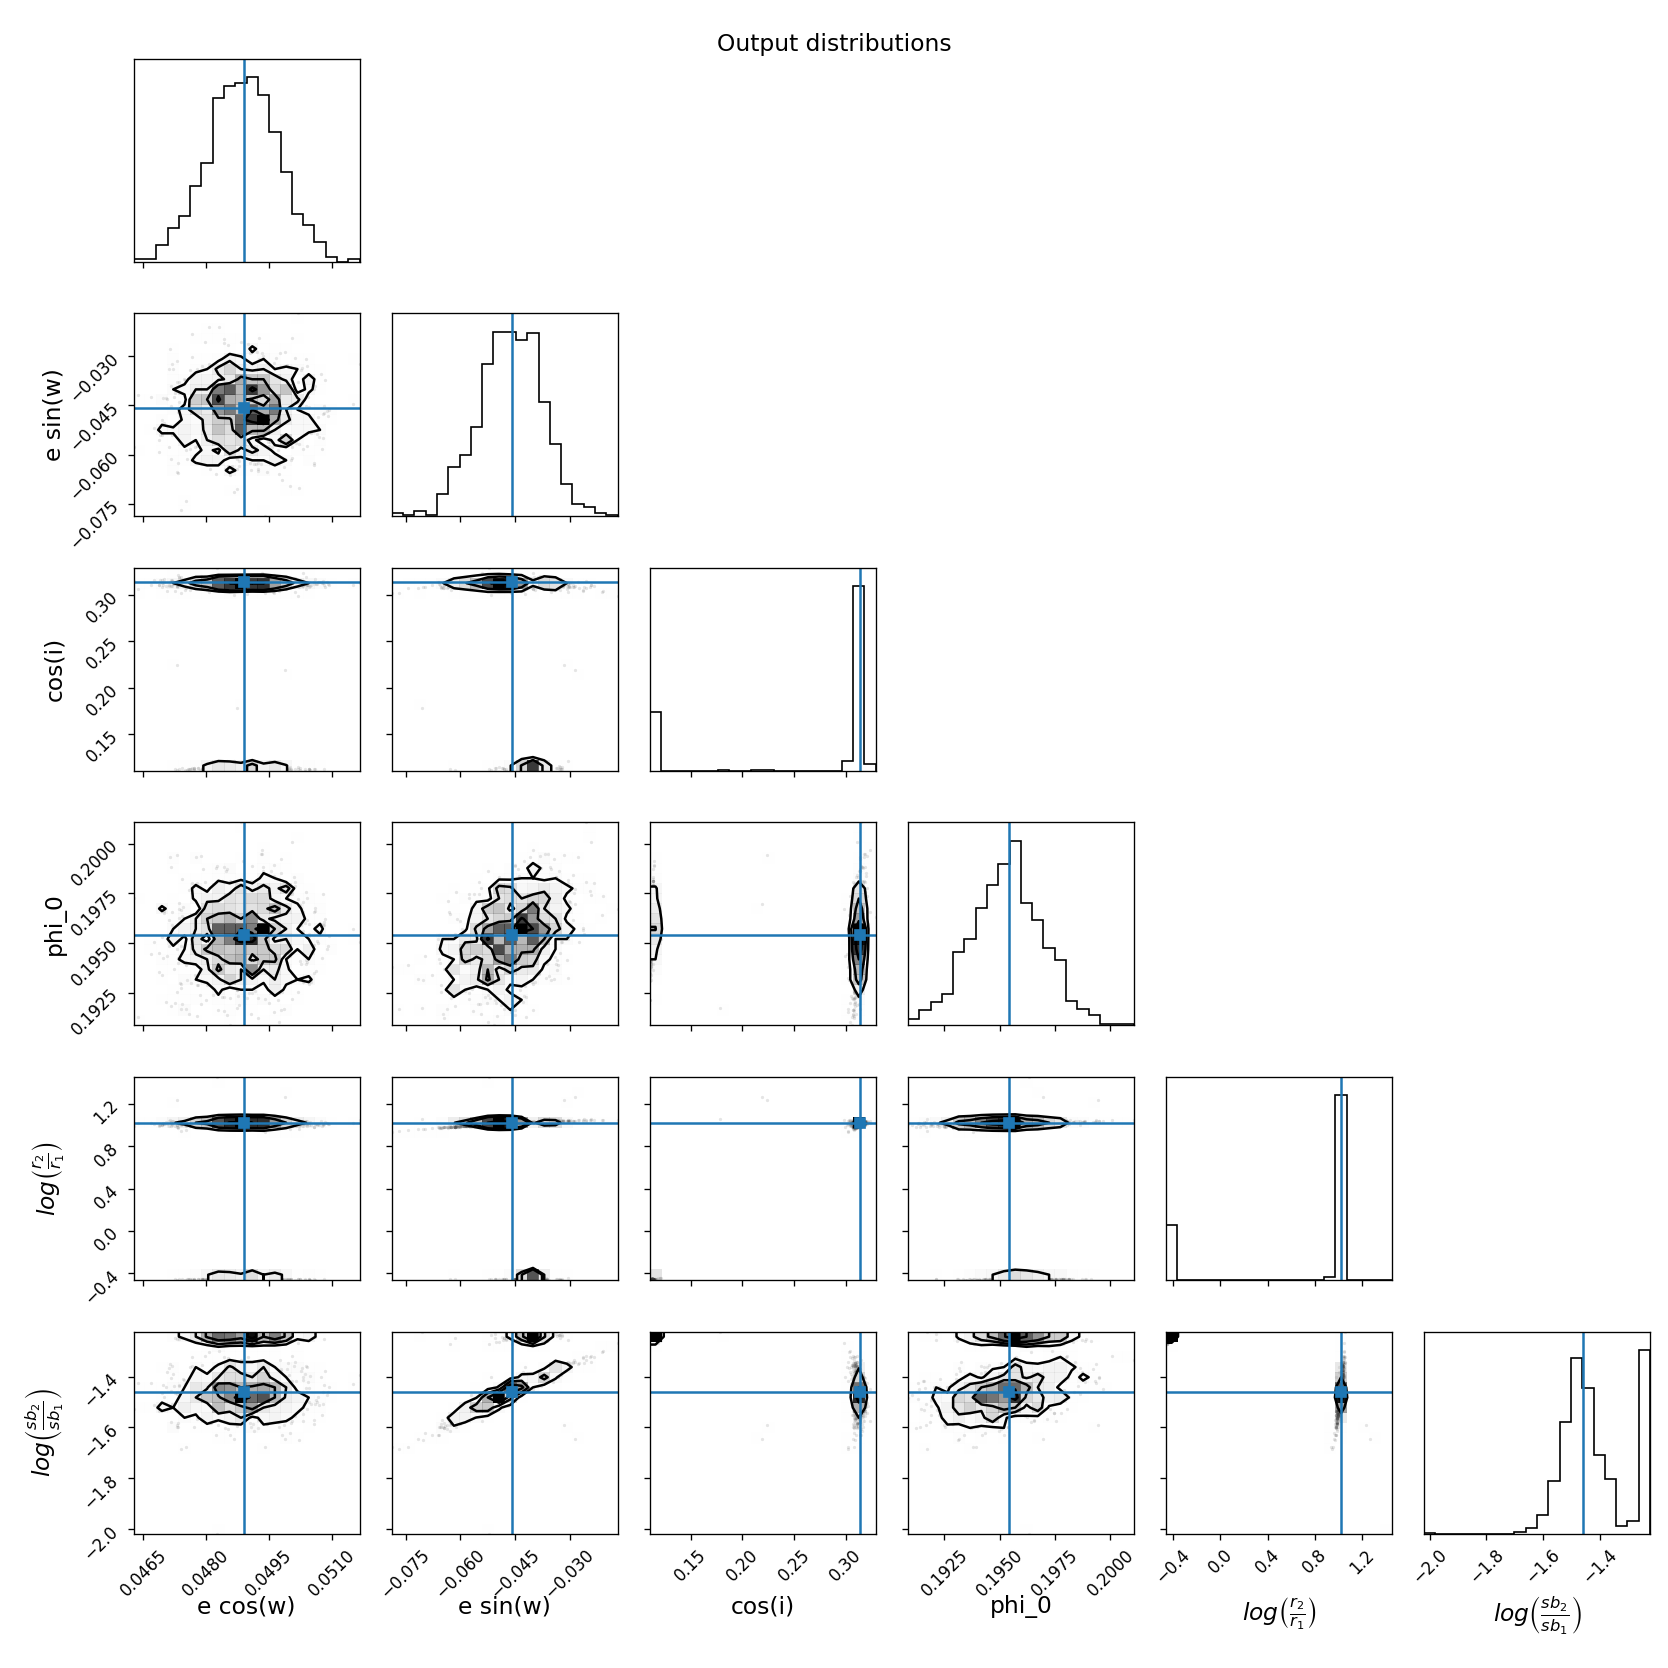 Output distributions
e sin(w)
−0.030
−0.045
−0.060
−0.075
cos(i)
0.30
0.25
0.20
0.15
phi_0
0.2000
0.1975
0.1950
0.1925
log(r₂/r₁)
1.2
0.8
0.4
0.0
−0.4
log(sb₂/sb₁)
−1.4
−1.6
−1.8
−2.0
0.0465 0.0480 0.0495 0.0510
−0.075 −0.060 −0.045 −0.030
0.15 0.20 0.25 0.30
0.1925 0.1950 0.1975 0.2000
−0.4 0.0 0.4 0.8 1.2
−2.0 −1.8 −1.6 −1.4
e cos(w) e sin(w) cos(i) phi_0 log(r₂/r₁) log(sb₂/sb₁)